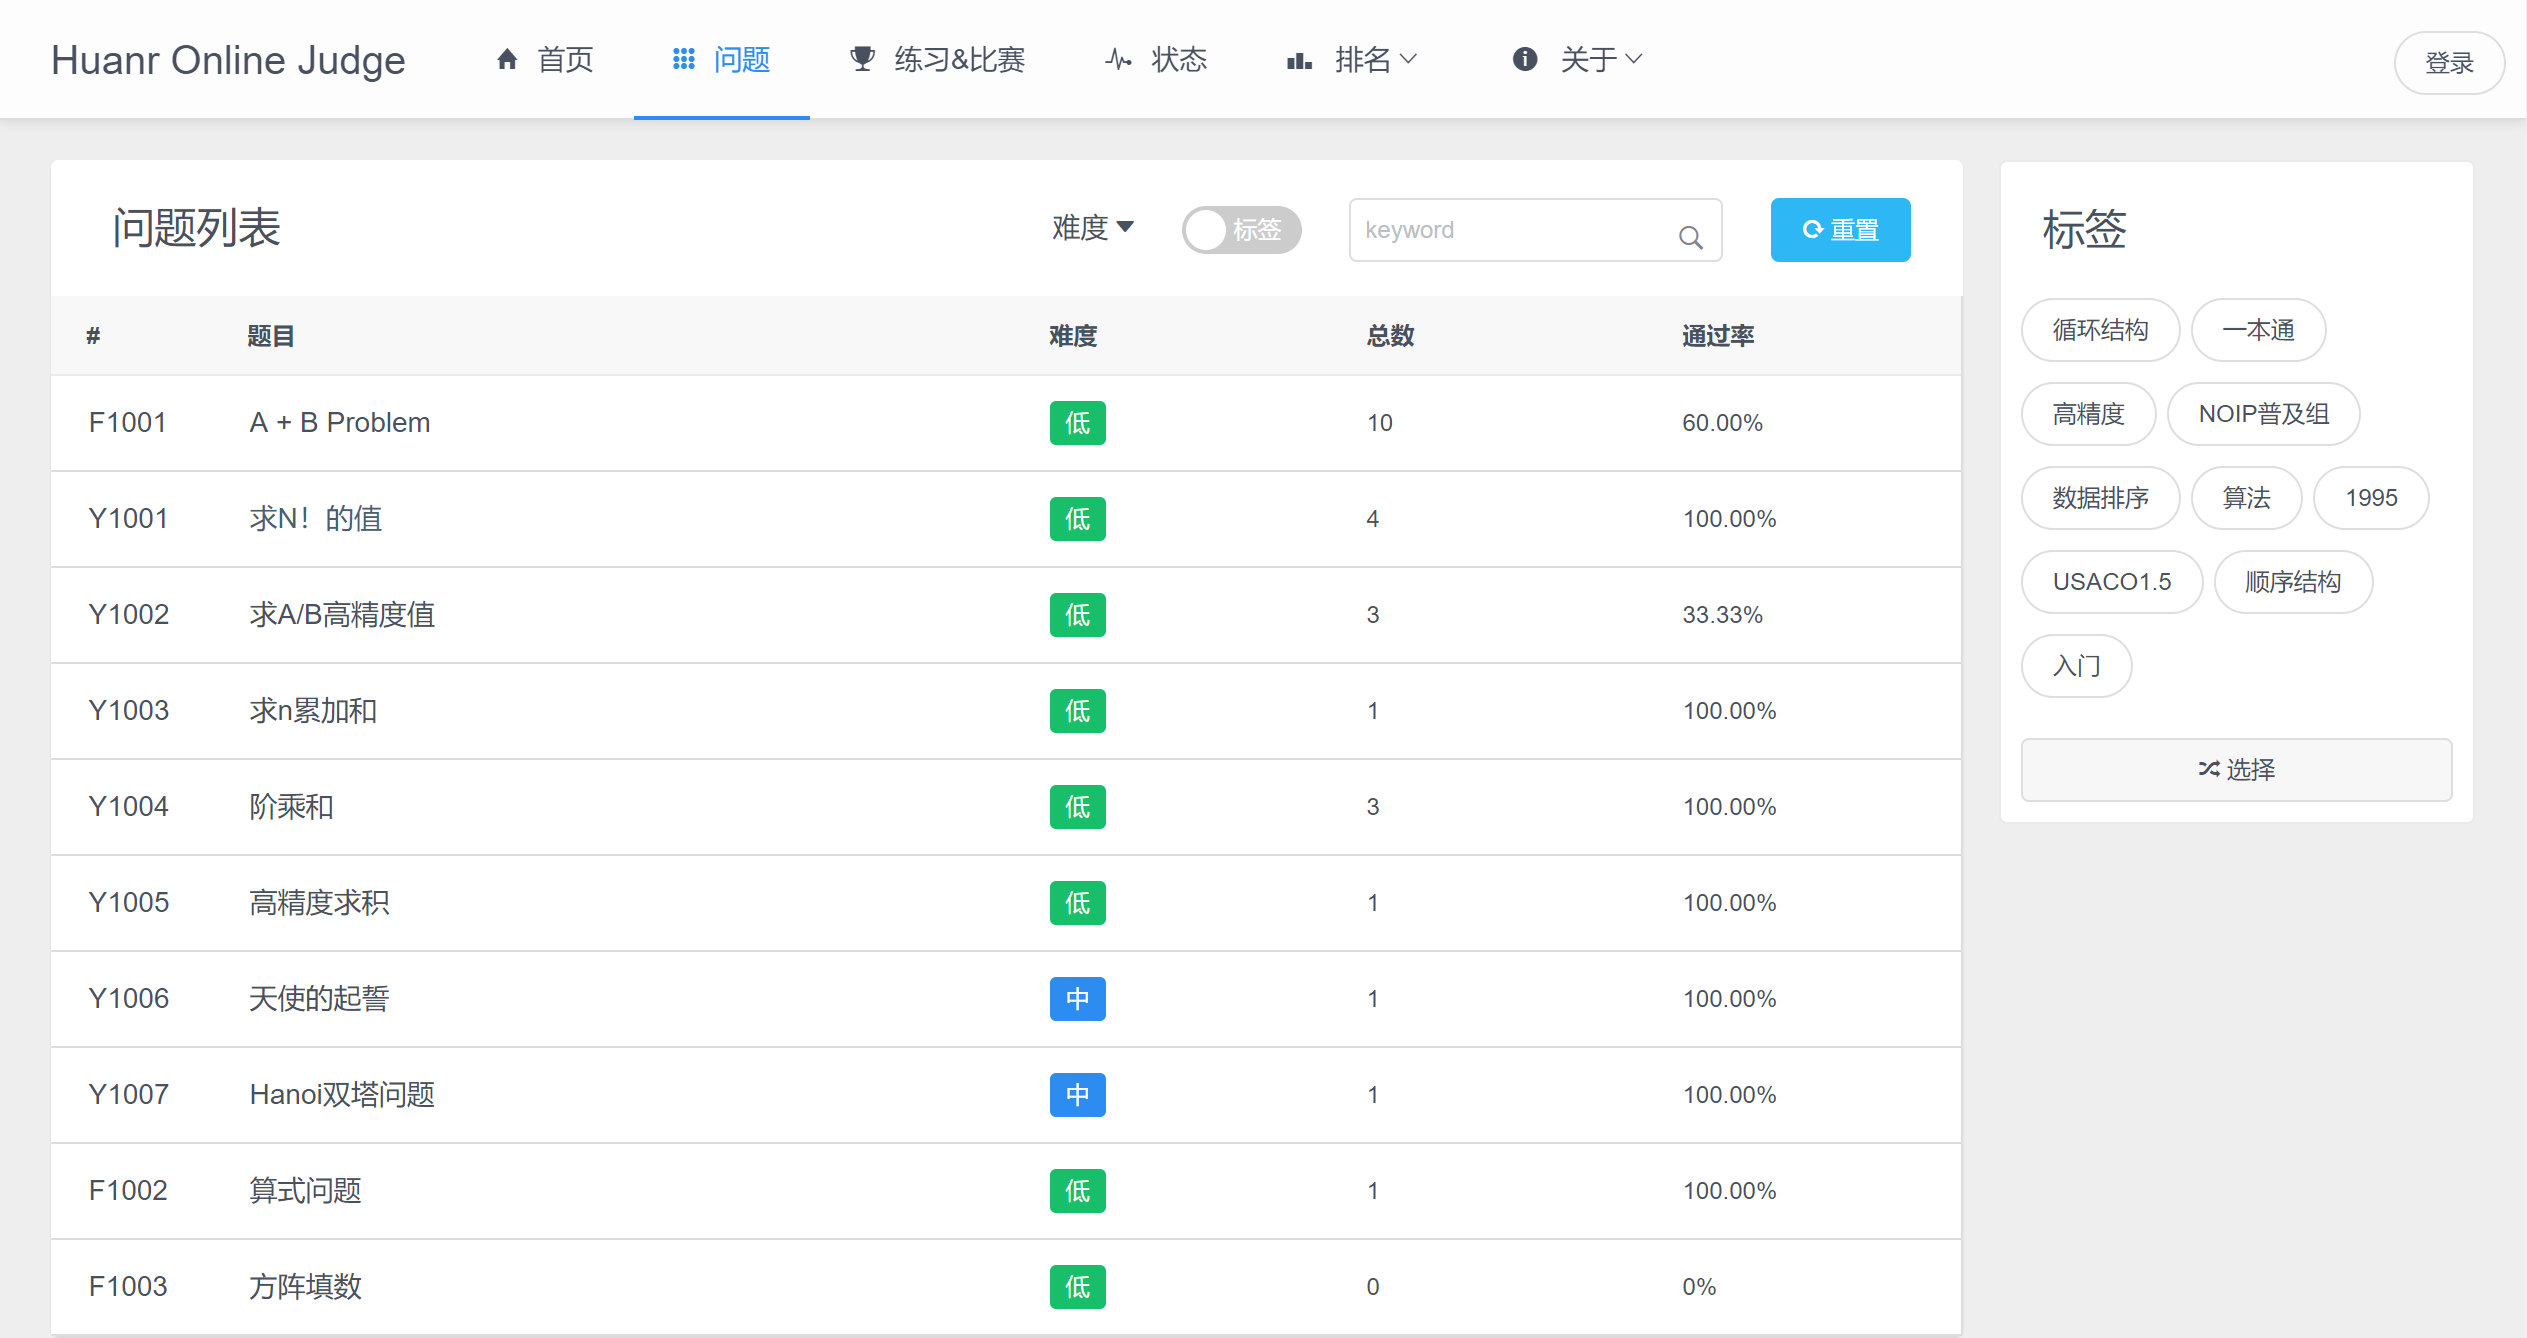 Huanr Online Judge 首页 问题 练习&比赛 状态 排名 关于 登录
问题列表 难度 标签 keyword 重置
# 题目 难度 总数 通过率
F1001 A + B Problem 低 10 60.00%
Y1001 求N！的值 低 4 100.00%
Y1002 求A/B高精度值 低 3 33.33%
Y1003 求n累加和 低 1 100.00%
Y1004 阶乘和 低 3 100.00%
Y1005 高精度求积 低 1 100.00%
Y1006 天使的起誓 中 1 100.00%
Y1007 Hanoi双塔问题 中 1 100.00%
F1002 算式问题 低 1 100.00%
F1003 方阵填数 低 0 0%
标签
循环结构 一本通
高精度 NOIP普及组
数据排序 算法 1995
USACO1.5 顺序结构
入门
选择